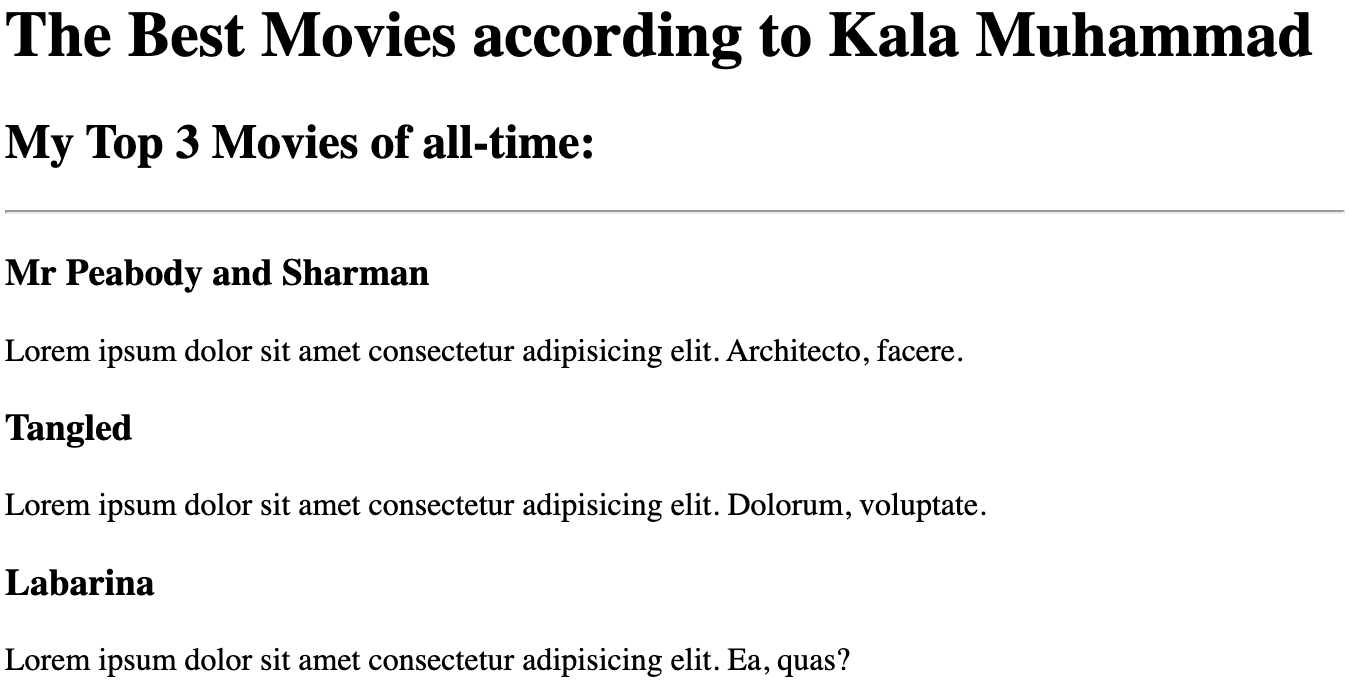 The Best Movies according to Kala Muhammad
My Top 3 Movies of all-time:
Mr Peabody and Sharman
Lorem ipsum dolor sit amet consectetur adipisicing elit. Architecto, facere.
Tangled
Lorem ipsum dolor sit amet consectetur adipisicing elit. Dolorum, voluptate.
Labarina
Lorem ipsum dolor sit amet consectetur adipisicing elit. Ea, quas?